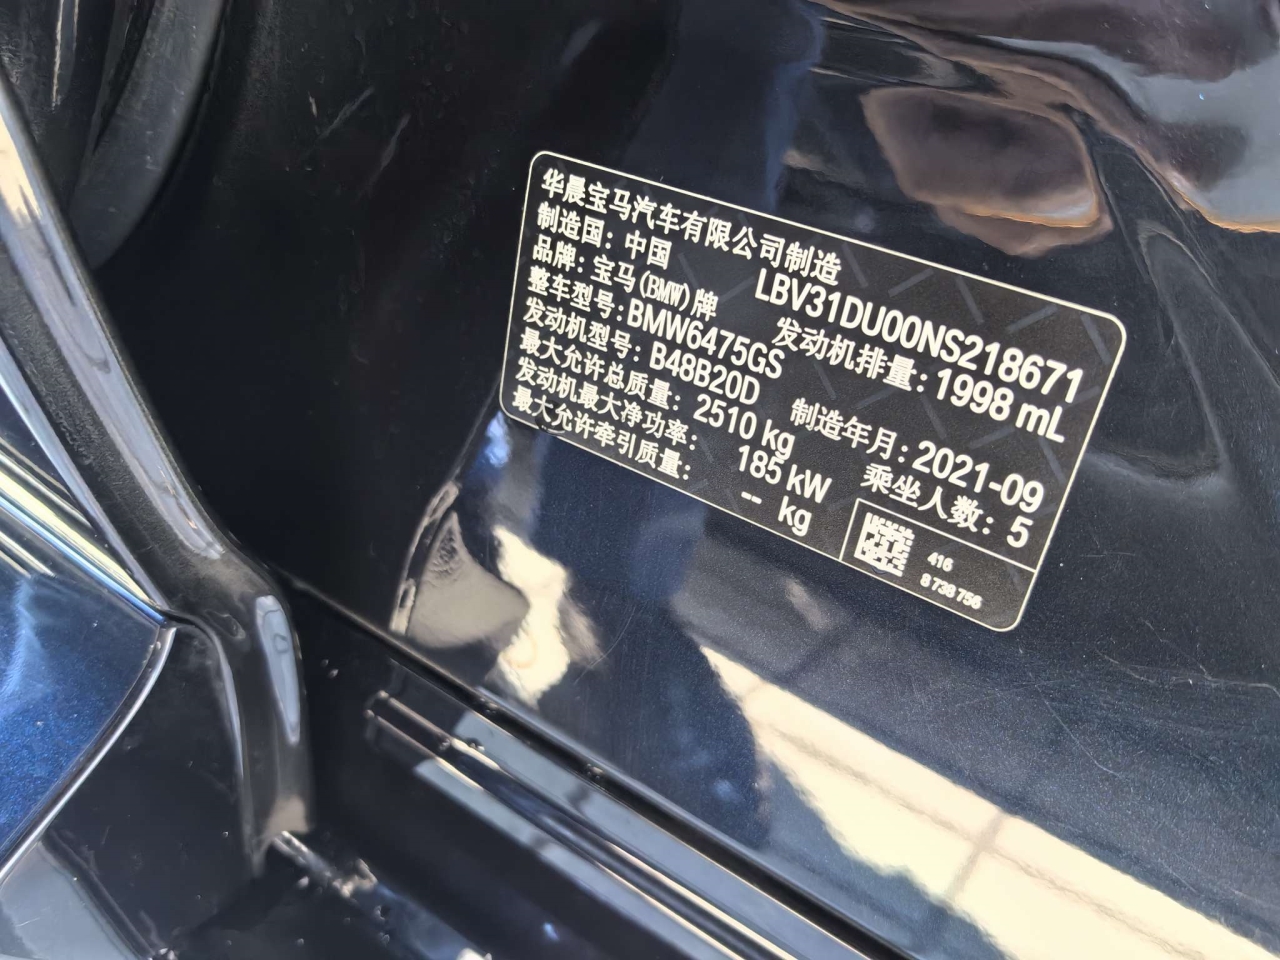 华晨宝马汽车有限公司制造
制造国：中国 LBV31DU00NS218671
品牌：宝马(BMW)牌 发动机排量：1998 mL
整车型号：BMW6475GS
发动机型号：B48B20D 制造年月：2021-09
最大允许总质量：2510 kg 乘坐人数：5
发动机最大净功率：185 kW
最大允许牵引质量：-- kg
416
8 738 756